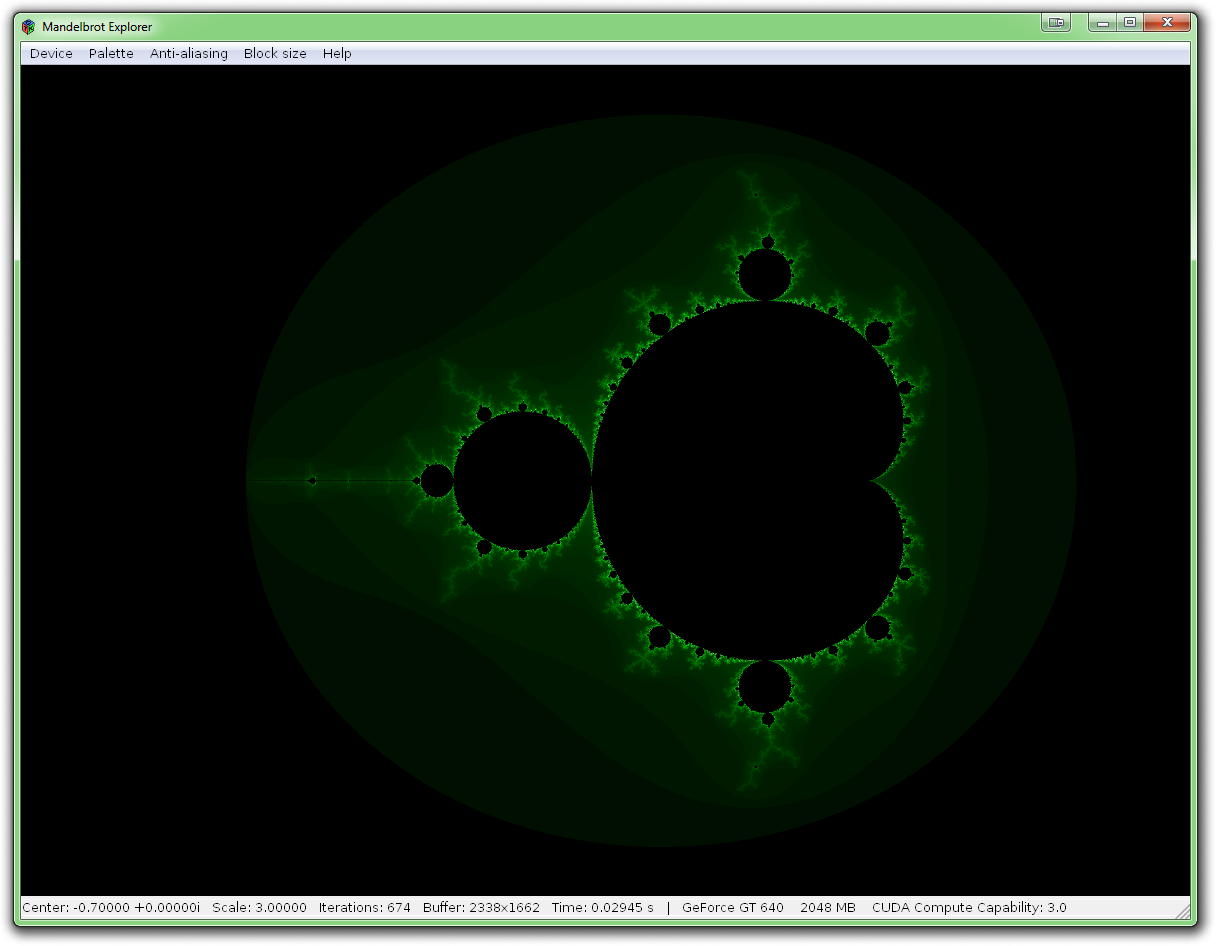 Mandelbrot Explorer
Device Palette Anti-aliasing Block size Help
Center: -0.70000 +0.00000i Scale: 3.00000 Iterations: 674 Buffer: 2338x1662 Time: 0.02945 s | GeForce GT 640 2048 MB CUDA Compute Capability: 3.0